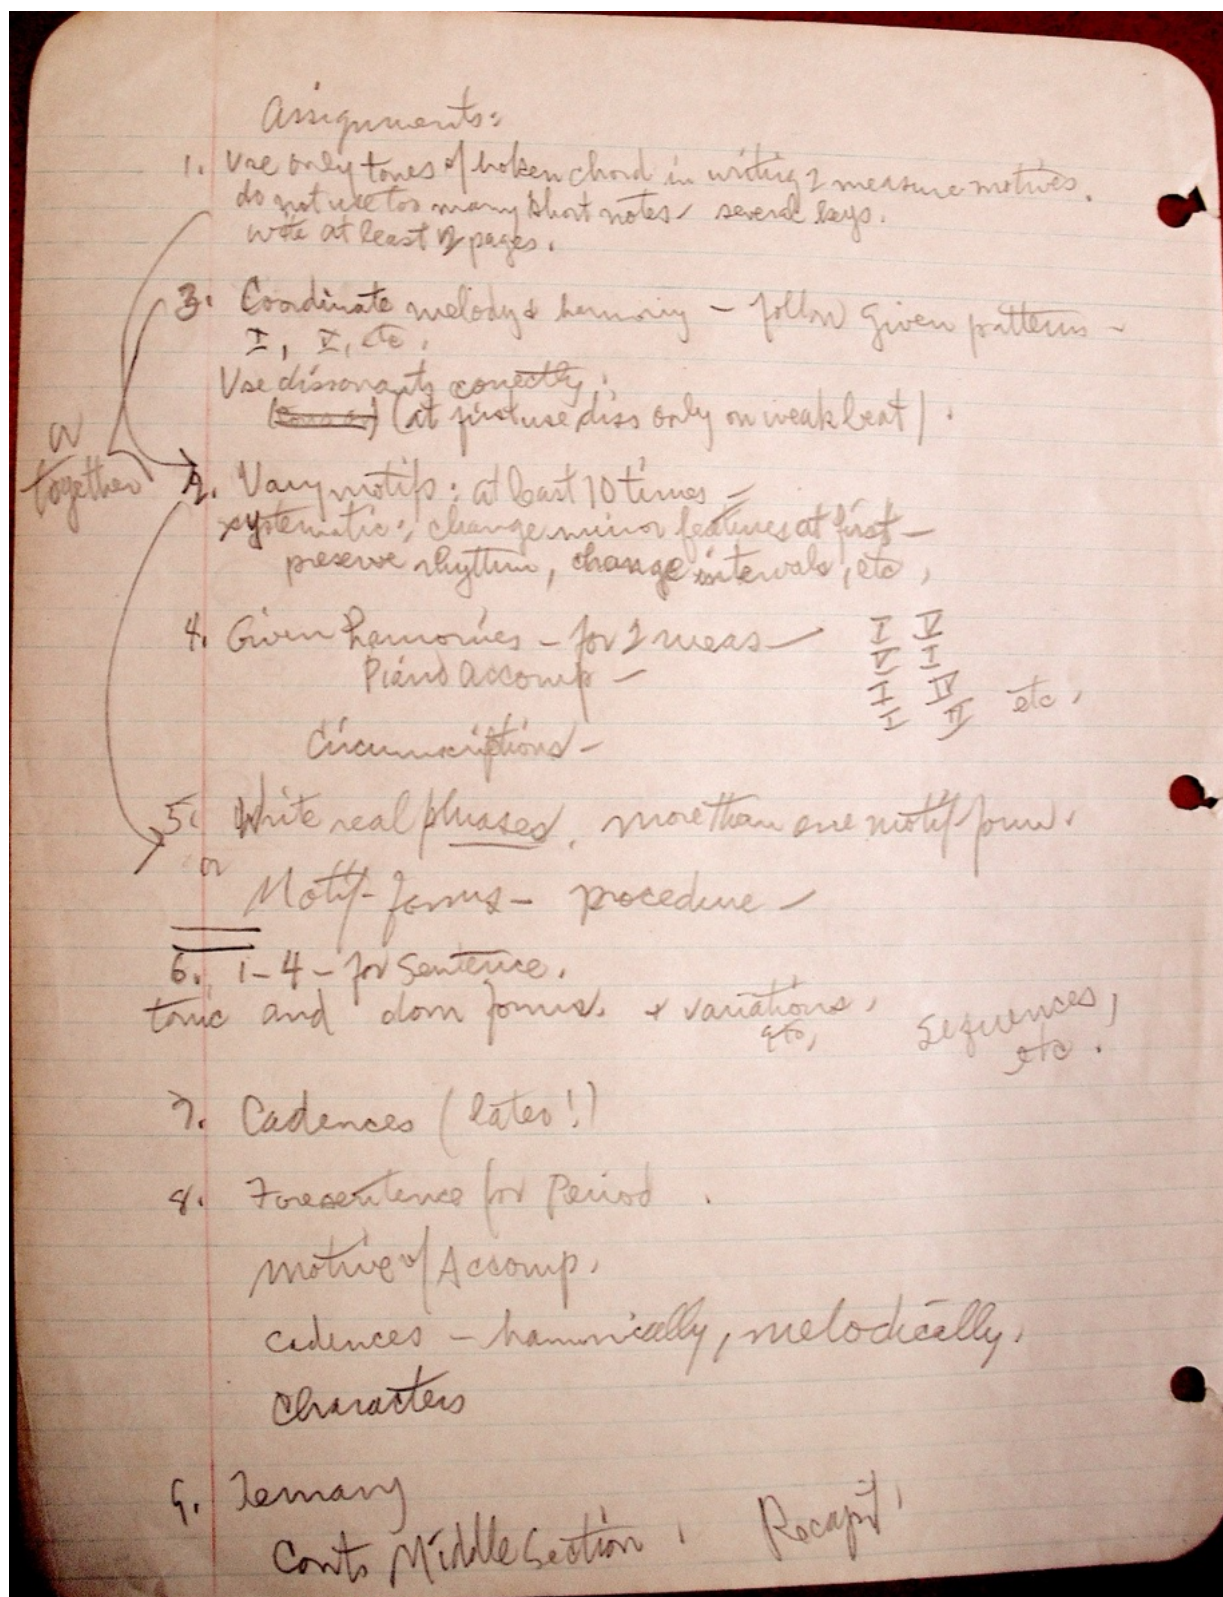 Assignments:
1. Use only tones of broken chord in writing 2 measure motives.
do not use too many short notes several keys.
write at least 2 pages.
3. Coordinate melody & harmony - follow given patterns -
I, V, etc.
Use dissonants correctly.
(at first use diss only on weak beat).
or
together
2. Vary motifs: at least 10 times -
systematic: change minor features at first -
preserve rhythm, change intervals, etc,
4. Given harmonies - for 2 meas - I V
Piano accomp - V I
I IV etc.
I II
Circumscriptions -
5. Write real phrases, more than one motif form.
or
Motif-forms - procedure -
6. 1-4 - for Sentence.
tonic and dom forms. & variations, Sequences,
etc, etc.
7. Cadences (later!)
8. Foresentence for Period.
Motive of Accomp.
cadences - harmonically, melodically.
Characters
9. Ternary
Conts Middle Section, Recapit.